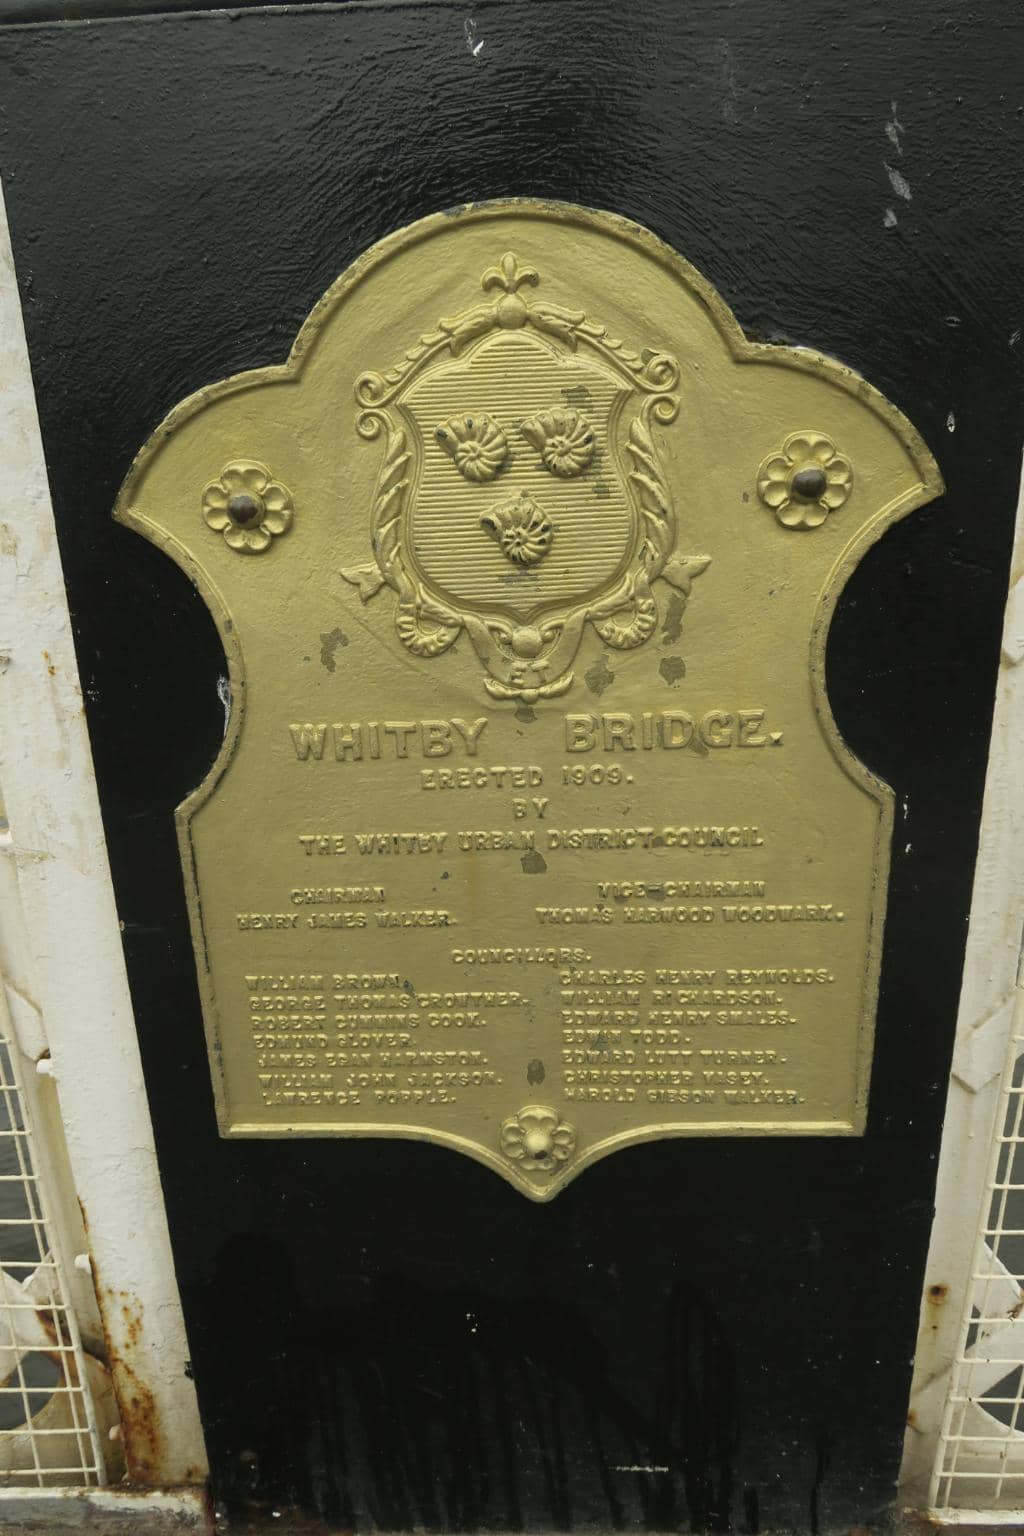 ET
WHITBY BRIDGE.
ERECTED 1909.
BY
THE WHITBY URBAN DISTRICT COUNCIL
CHAIRMAN
HENRY JAMES WALKER.
VICE-CHAIRMAN
THOMAS HARWOOD WOODWARK.
COUNCILLORS.
WILLIAM BROWN.
GEORGE THOMAS CROWTHER.
ROBERT CUMMINS COOK.
EDMUND GLOVER.
JAMES EGAN HARMSTON.
WILLIAM JOHN JACKSON.
LAWRENCE POPPLE.
CHARLES HENRY REYNOLDS.
WILLIAM RICHARDSON.
EDWARD HENRY SMALES.
EDWIN TODD.
EDWARD LUTT TURNER.
CHRISTOPHER VASEY.
HAROLD GIBSON WALKER.